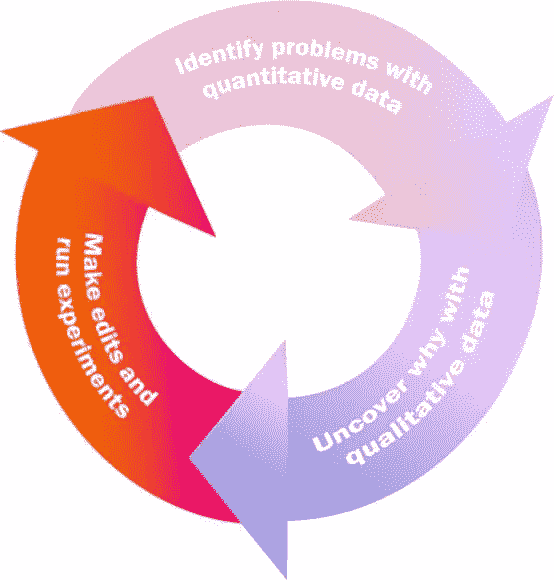 Identify problems with
quantitative data
Uncover why with
qualitative data
Make edits and
run experiments